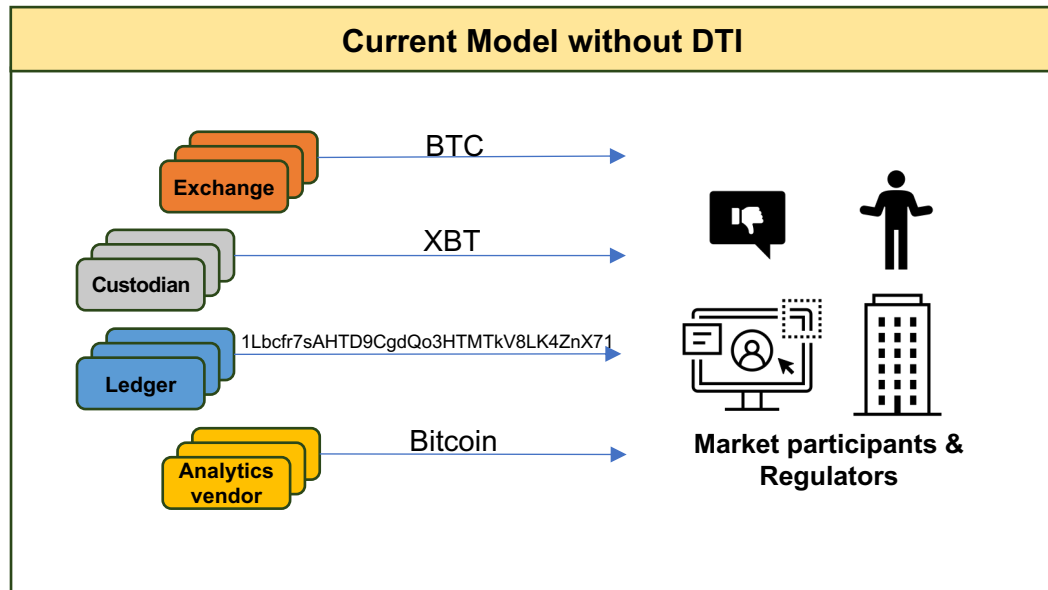 Current Model without DTI
BTC
Exchange
XBT
Custodian
1Lbcfr7sAHTD9CgdQo3HTMTkV8LK4ZnX71
Ledger
Bitcoin
Analytics
vendor
Market participants &
Regulators